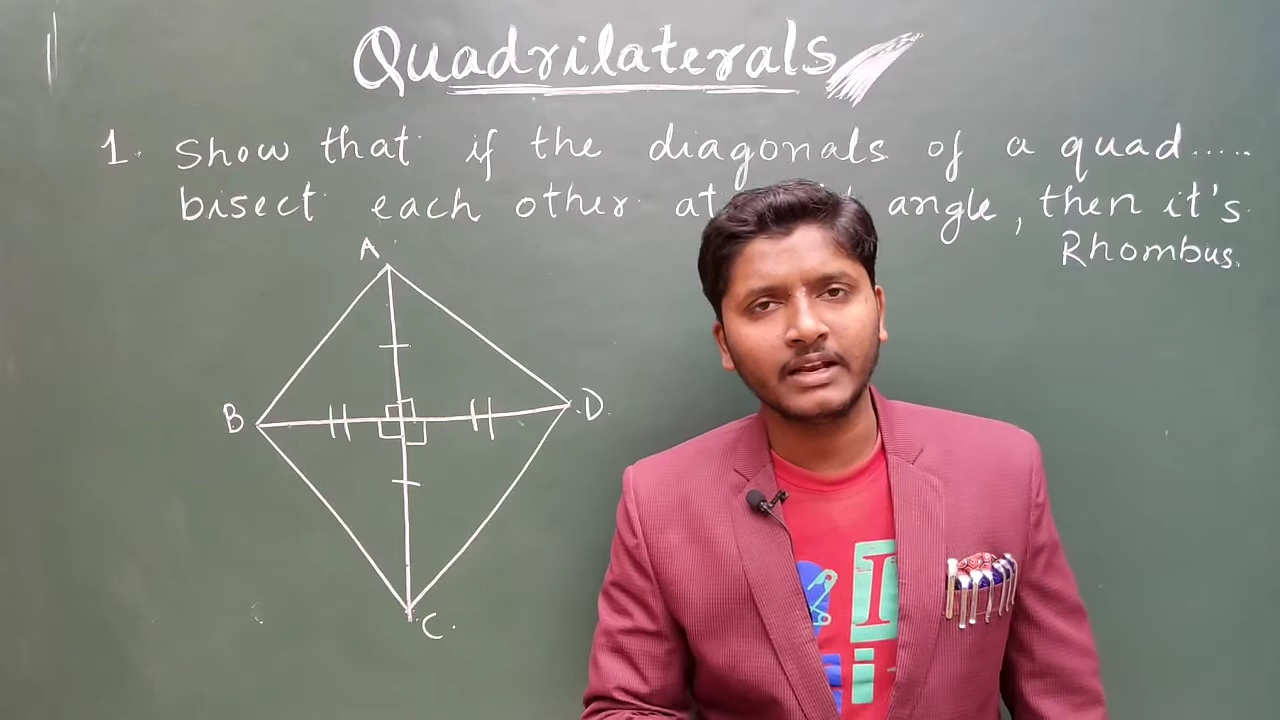 Quadrilaterals
1. Show that if the diagonals of a quad.....
bisect each other at angle, then it's
Rhombus.
A
B
D.
C.